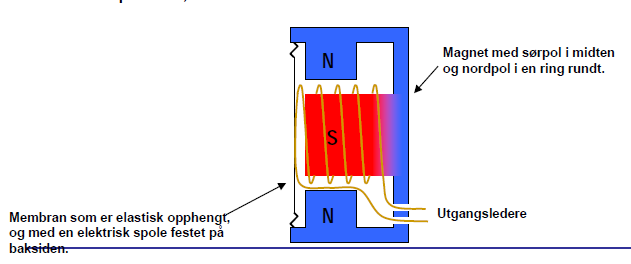 N
Magnet med sørpol i midten
og nordpol i en ring rundt.
S
Membran som er elastisk opphengt,
og med en elektrisk spole festet på
baksiden.
N
Utgangsledere